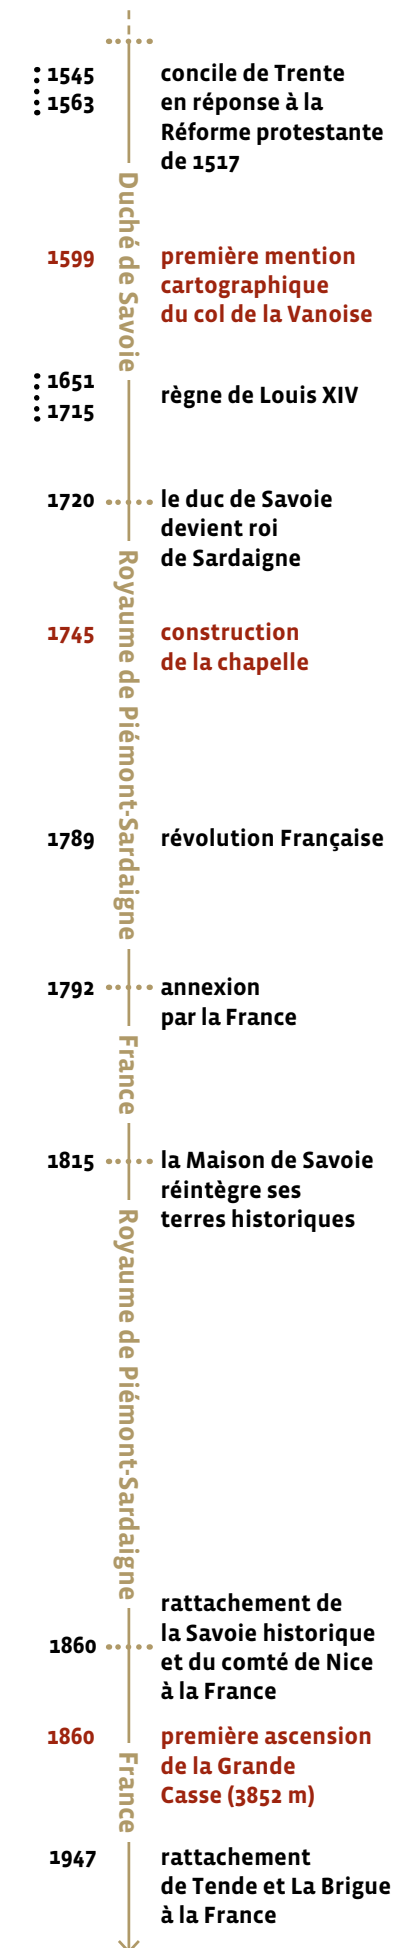 1545
1563
concile de Trente
en réponse à la
Réforme protestante
de 1517
Duché de Savoie
1599
première mention
cartographique
du col de la Vanoise
1651
1715
règne de Louis XIV
1720
le duc de Savoie
devient roi
de Sardaigne
Royaume de Piémont-Sardaigne
1745
construction
de la chapelle
1789
révolution Française
1792
annexion
par la France
France
1815
la Maison de Savoie
réintègre ses
terres historiques
Royaume de Piémont-Sardaigne
1860
rattachement de
la Savoie historique
et du comté de Nice
à la France
1860
première ascension
de la Grande
Casse (3852 m)
France
1947
rattachement
de Tende et La Brigue
à la France